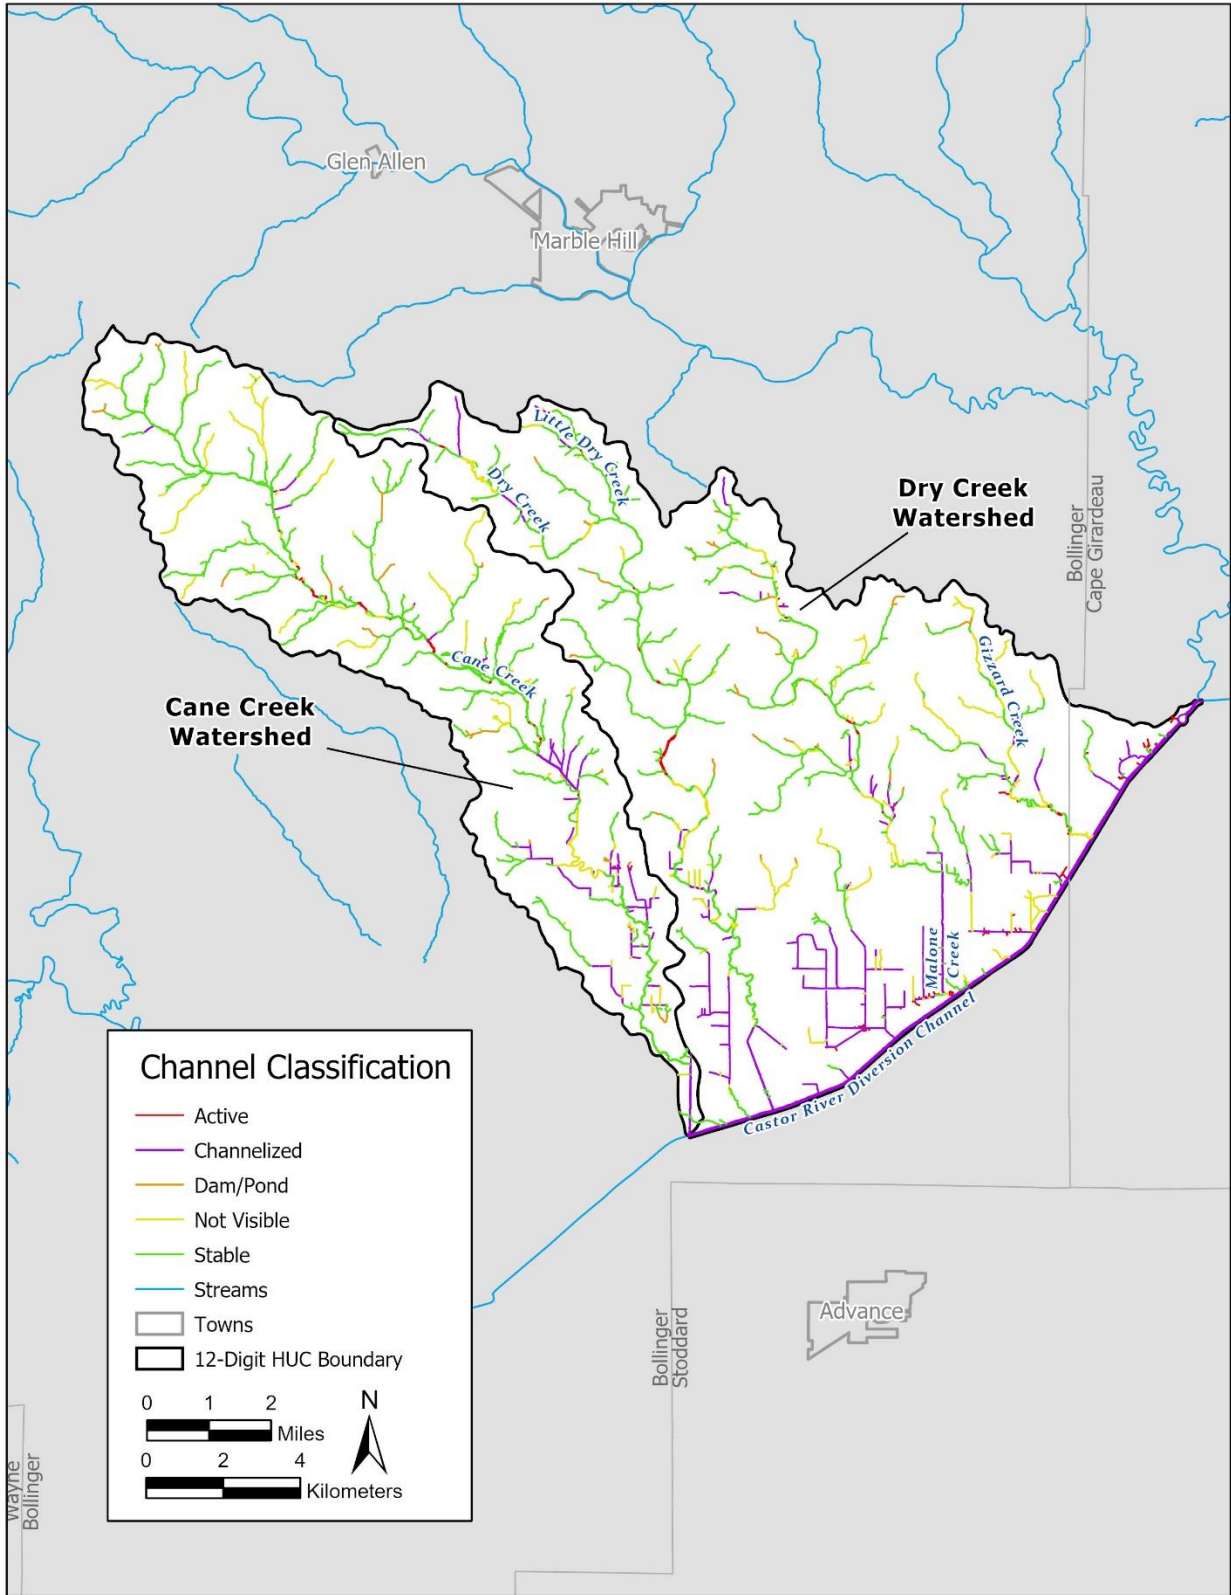 Glen Allen
Marble Hill
Little Dry Creek
Dry Creek
Dry Creek
Watershed
Bollinger
Cape Girardeau
Gizzard Creek
Cane Creek
Cane Creek
Watershed
Malone
Creek
Castor River Diversion Channel
Channel Classification
Active
Channelized
Dam/Pond
Not Visible
Stable
Streams
Towns
12-Digit HUC Boundary
0 1 2
Miles
N
0 2 4
Kilometers
Bollinger
Stoddard
Advance
Wayne
Bollinger